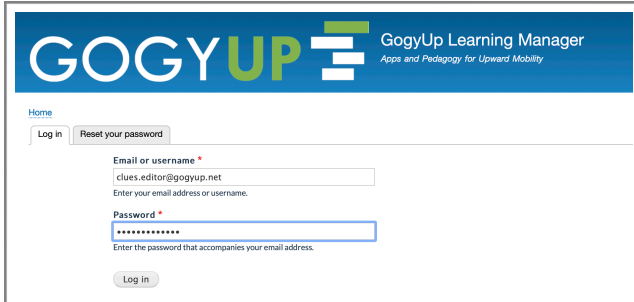 GOGYUP
GogyUp Learning Manager
Apps and Pedagogy for Upward Mobility
Home
Log in Reset your password
Email or username *
clues.editor@gogyup.net
Enter your email address or username.
Password *
•••••••••••••
Enter the password that accompanies your email address.
Log in